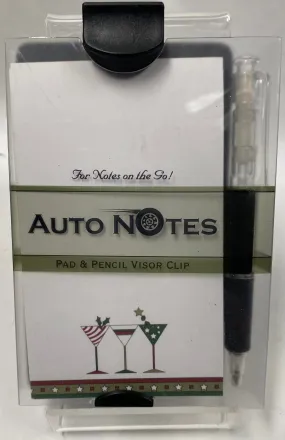 For Notes on the Go!
AUTO NOTES
PAD & PENCIL VISOR CLIP